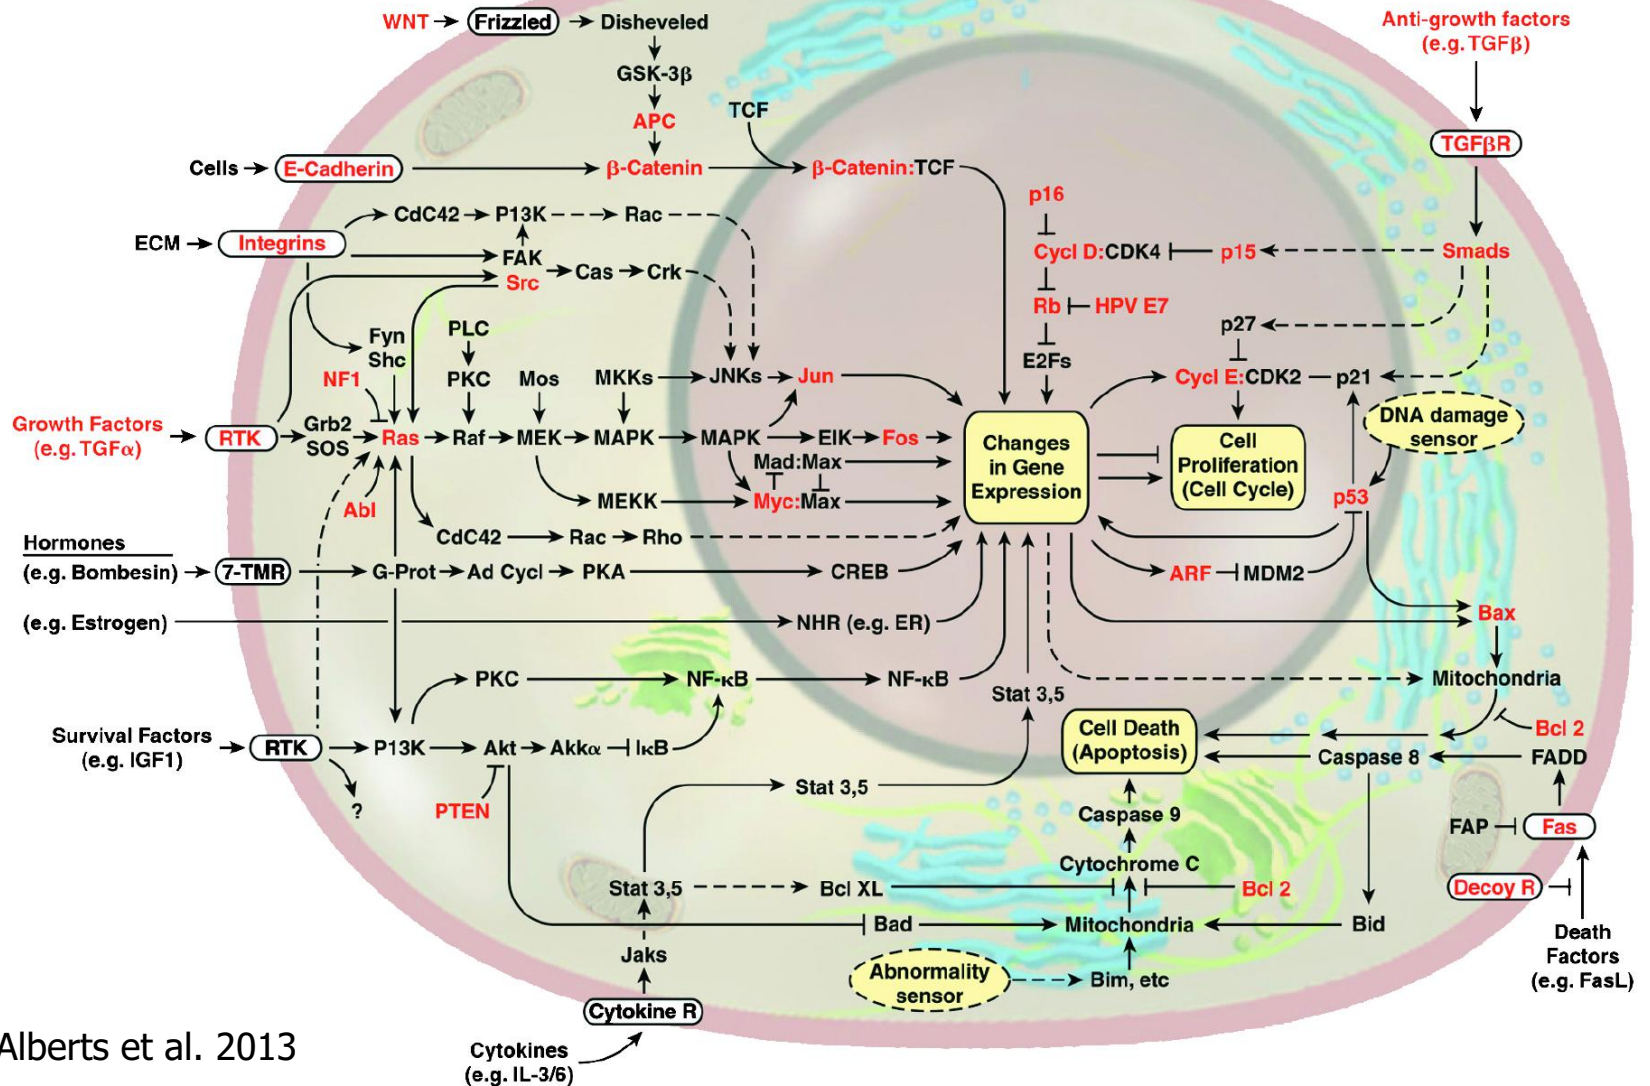 WNT
Frizzled
Disheveled
Anti-growth factors
(e.g. TGFβ)
GSK-3β
TCF
APC
TGFβR
Cells
E-Cadherin
β-Catenin
β-Catenin:TCF
p16
CdC42
P13K
Rac
ECM
Integrins
FAK
Cycl D:CDK4
p15
Smads
Src
Cas
Crk
Rb
HPV E7
Fyn
Shc
PLC
p27
E2Fs
NF1
PKC
Mos
MKKs
JNKs
Jun
Cycl E:CDK2
p21
Growth Factors
(e.g. TGFα)
RTK
Grb2
SOS
Ras
Raf
MEK
MAPK
MAPK
ElK
Fos
Changes
in Gene
Expression
Cell
Proliferation
(Cell Cycle)
DNA damage
sensor
Mad:Max
Abl
MEKK
Myc:Max
p53
CdC42
Rac
Rho
Hormones
(e.g. Bombesin)
7-TMR
G-Prot
Ad Cycl
PKA
CREB
ARF
MDM2
(e.g. Estrogen)
NHR (e.g. ER)
Bax
PKC
NF-κB
NF-κB
Stat 3,5
Mitochondria
Survival Factors
(e.g. IGF1)
RTK
P13K
Akt
Akkα
IκB
Cell Death
(Apoptosis)
Bcl 2
Caspase 8
FADD
?
PTEN
Stat 3,5
Caspase 9
FAP
Fas
Cytochrome C
Stat 3,5
Bcl XL
Bcl 2
Decoy R
Bad
Mitochondria
Bid
Death
Factors
(e.g. FasL)
Jaks
Abnormality
sensor
Bim, etc
Cytokine R
Alberts et al. 2013
Cytokines
(e.g. IL-3/6)